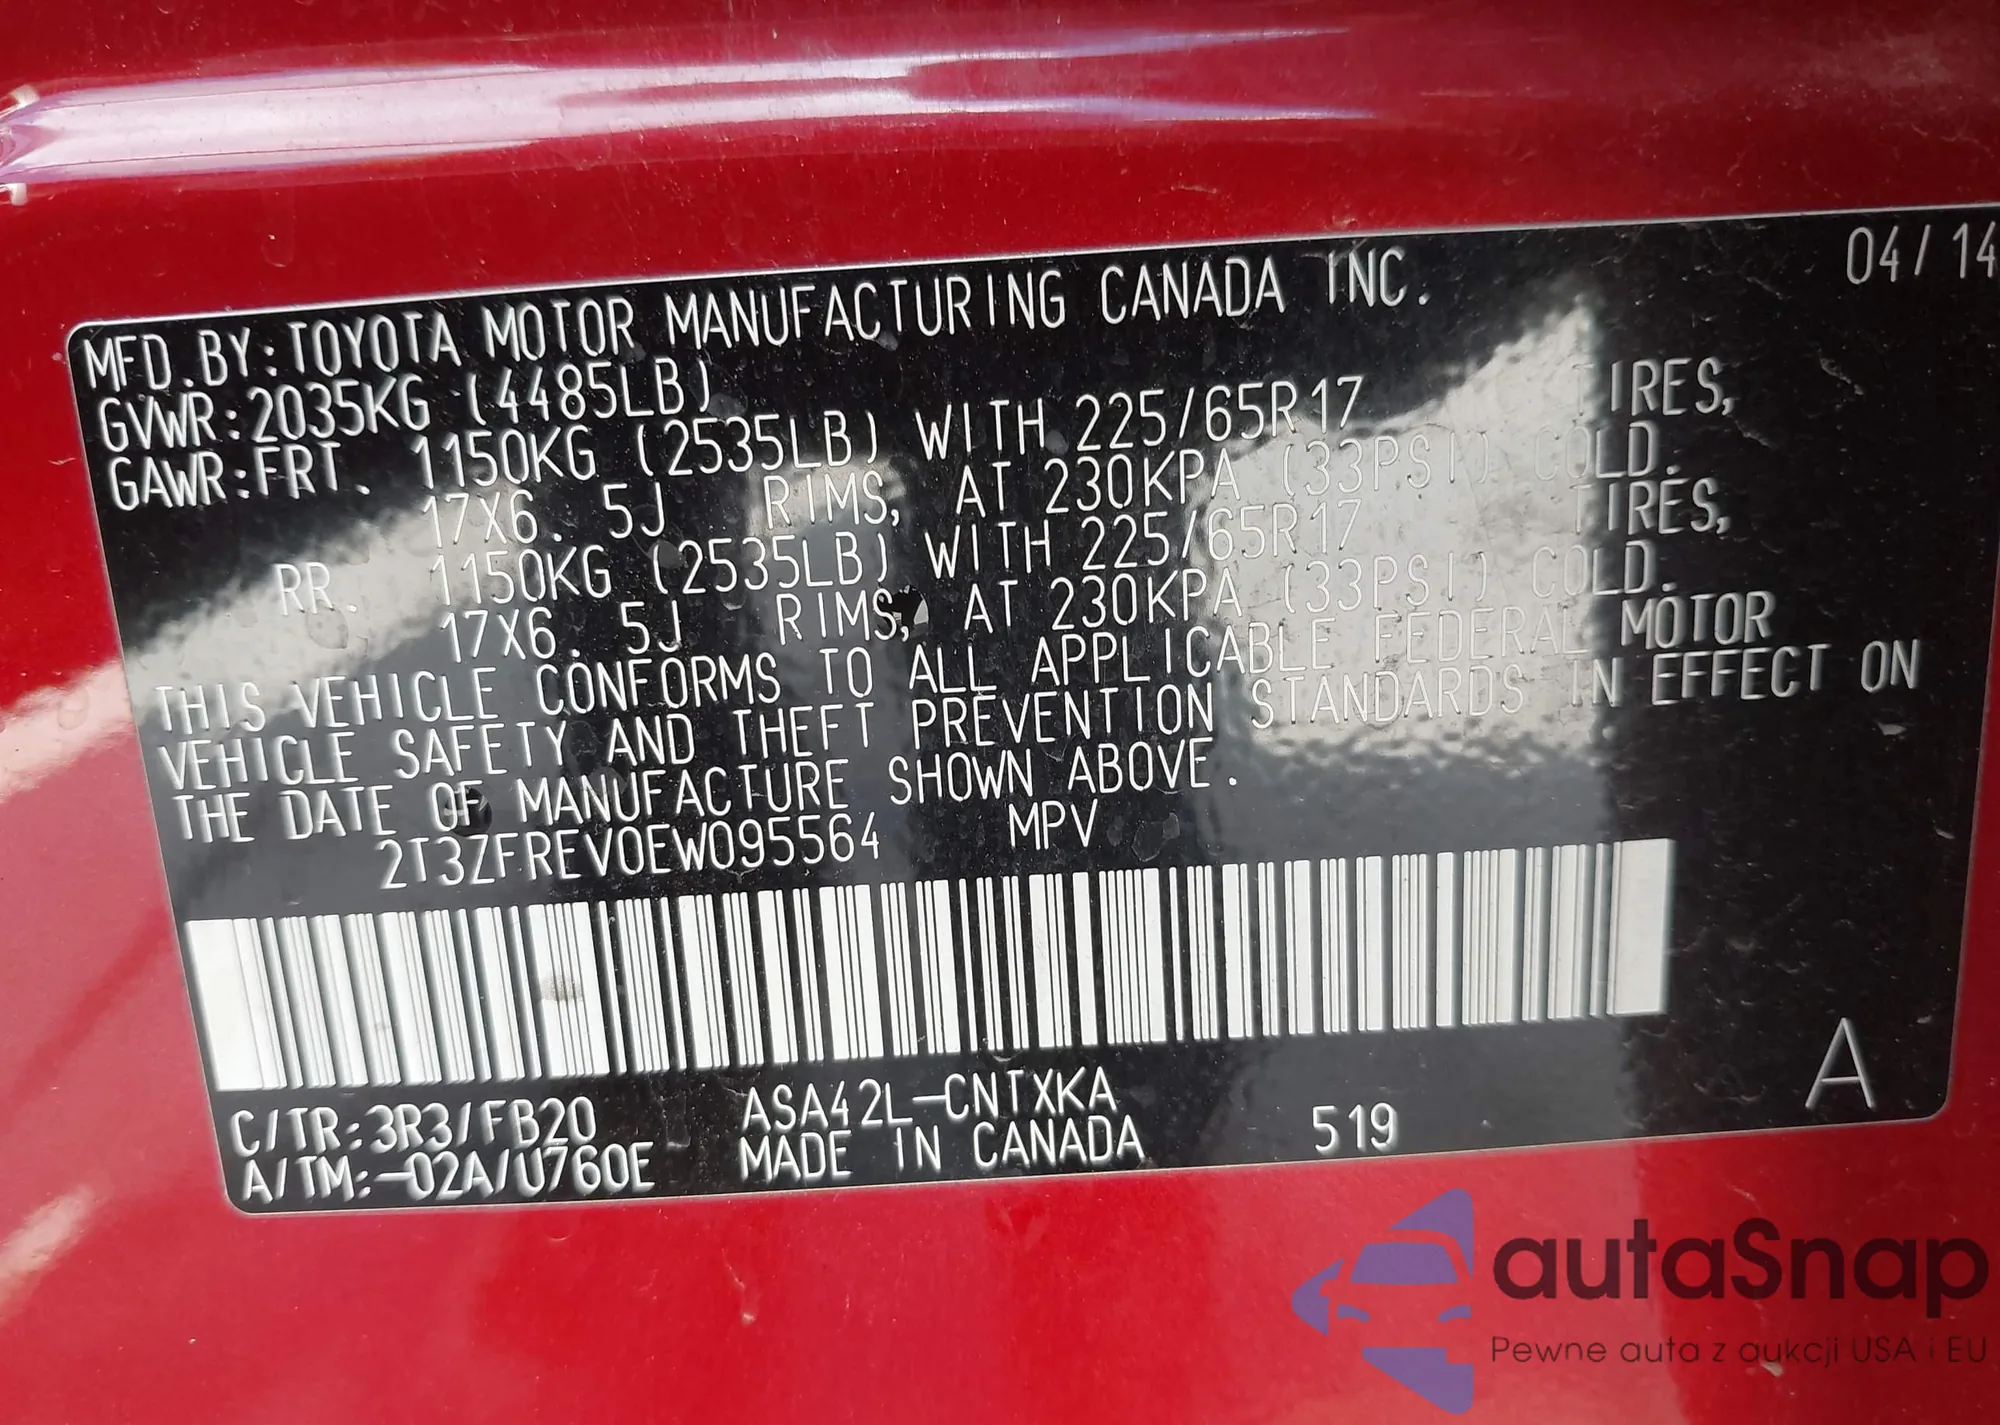 04/14
MFD.BY:TOYOTA MOTOR MANUFACTURING CANADA INC.
GVWR:2035KG (4485LB)
GAWR:FRT. 1150KG (2535LB) WITH 225/65R17 TIRES,
17X6.5J RIMS, AT 230KPA (33PSI) COLD.
RR. 1150KG (2535LB) WITH 225/65R17 TIRES,
17X6.5J RIMS, AT 230KPA (33PSI) COLD.
THIS VEHICLE CONFORMS TO ALL APPLICABLE FEDERAL MOTOR
VEHICLE SAFETY AND THEFT PREVENTION STANDARDS IN EFFECT ON
THE DATE OF MANUFACTURE SHOWN ABOVE.
2T3ZFREV0EW095564 MPV
C/TR:3R3/FB20 ASA42L-CNTXKA A
A/TM:-02A/U760E MADE IN CANADA 519
autaSnap
Pewne auta z aukcji USA i EU